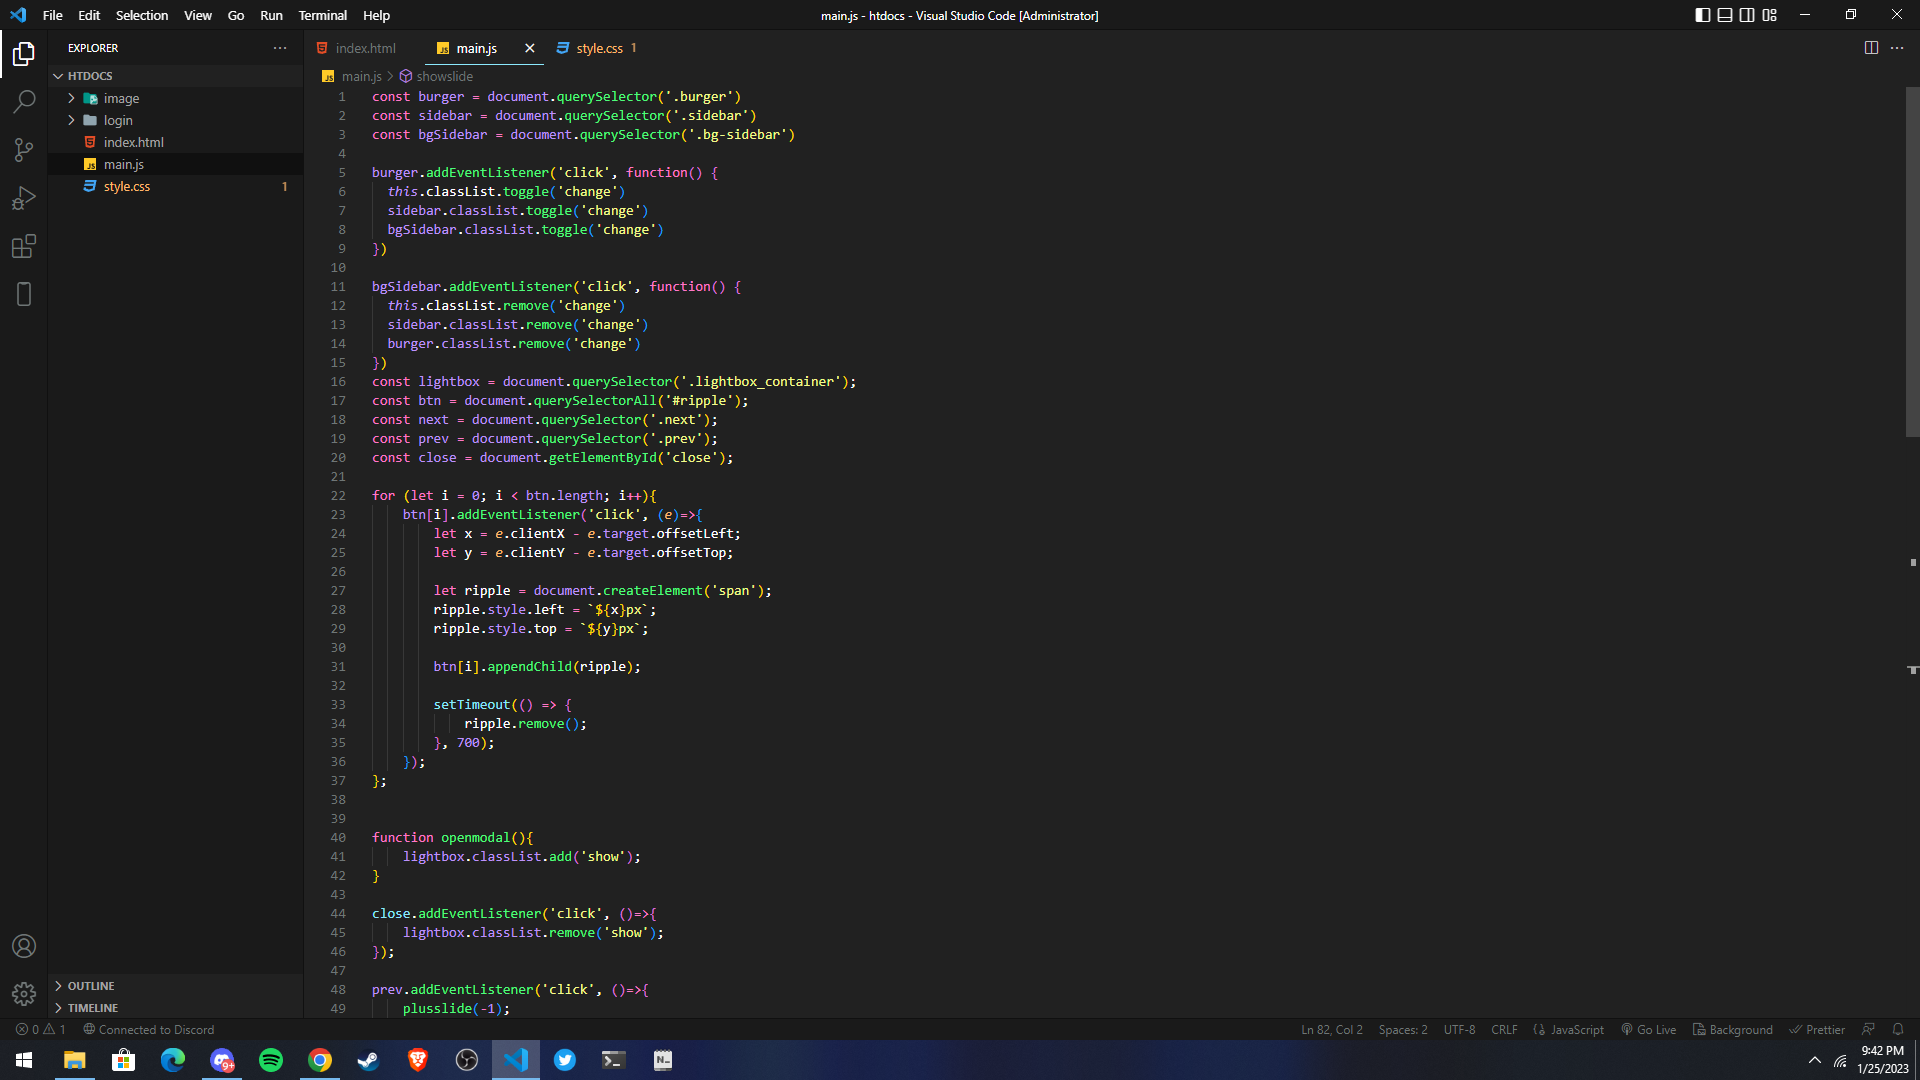 File Edit Selection View Go Run Terminal Help
main.js - htdocs - Visual Studio Code [Administrator]
EXPLORER
HTDOCS
image
login
index.html
main.js
style.css 1
OUTLINE
TIMELINE
index.html main.js style.css 1
main.js > showslide
1 const burger = document.querySelector('.burger')
2 const sidebar = document.querySelector('.sidebar')
3 const bgSidebar = document.querySelector('.bg-sidebar')
4
5 burger.addEventListener('click', function() {
6   this.classList.toggle('change')
7   sidebar.classList.toggle('change')
8   bgSidebar.classList.toggle('change')
9 })
10
11 bgSidebar.addEventListener('click', function() {
12   this.classList.remove('change')
13   sidebar.classList.remove('change')
14   burger.classList.remove('change')
15 })
16 const lightbox = document.querySelector('.lightbox_container');
17 const btn = document.querySelectorAll('#ripple');
18 const next = document.querySelector('.next');
19 const prev = document.querySelector('.prev');
20 const close = document.getElementById('close');
21
22 for (let i = 0; i < btn.length; i++){
23     btn[i].addEventListener('click', (e)=>{
24         let x = e.clientX - e.target.offsetLeft;
25         let y = e.clientY - e.target.offsetTop;
26
27         let ripple = document.createElement('span');
28         ripple.style.left = `${x}px`;
29         ripple.style.top = `${y}px`;
30
31         btn[i].appendChild(ripple);
32
33         setTimeout(() => {
34             ripple.remove();
35         }, 700);
36     });
37 };
38
39
40 function openmodal(){
41     lightbox.classList.add('show');
42 }
43
44 close.addEventListener('click', ()=>{
45     lightbox.classList.remove('show');
46 });
47
48 prev.addEventListener('click', ()=>{
49     plusslide(-1);
0 1 Connected to Discord
Ln 82, Col 2 Spaces: 2 UTF-8 CRLF JavaScript Go Live Background Prettier
9+
N
9:42 PM
1/25/2023